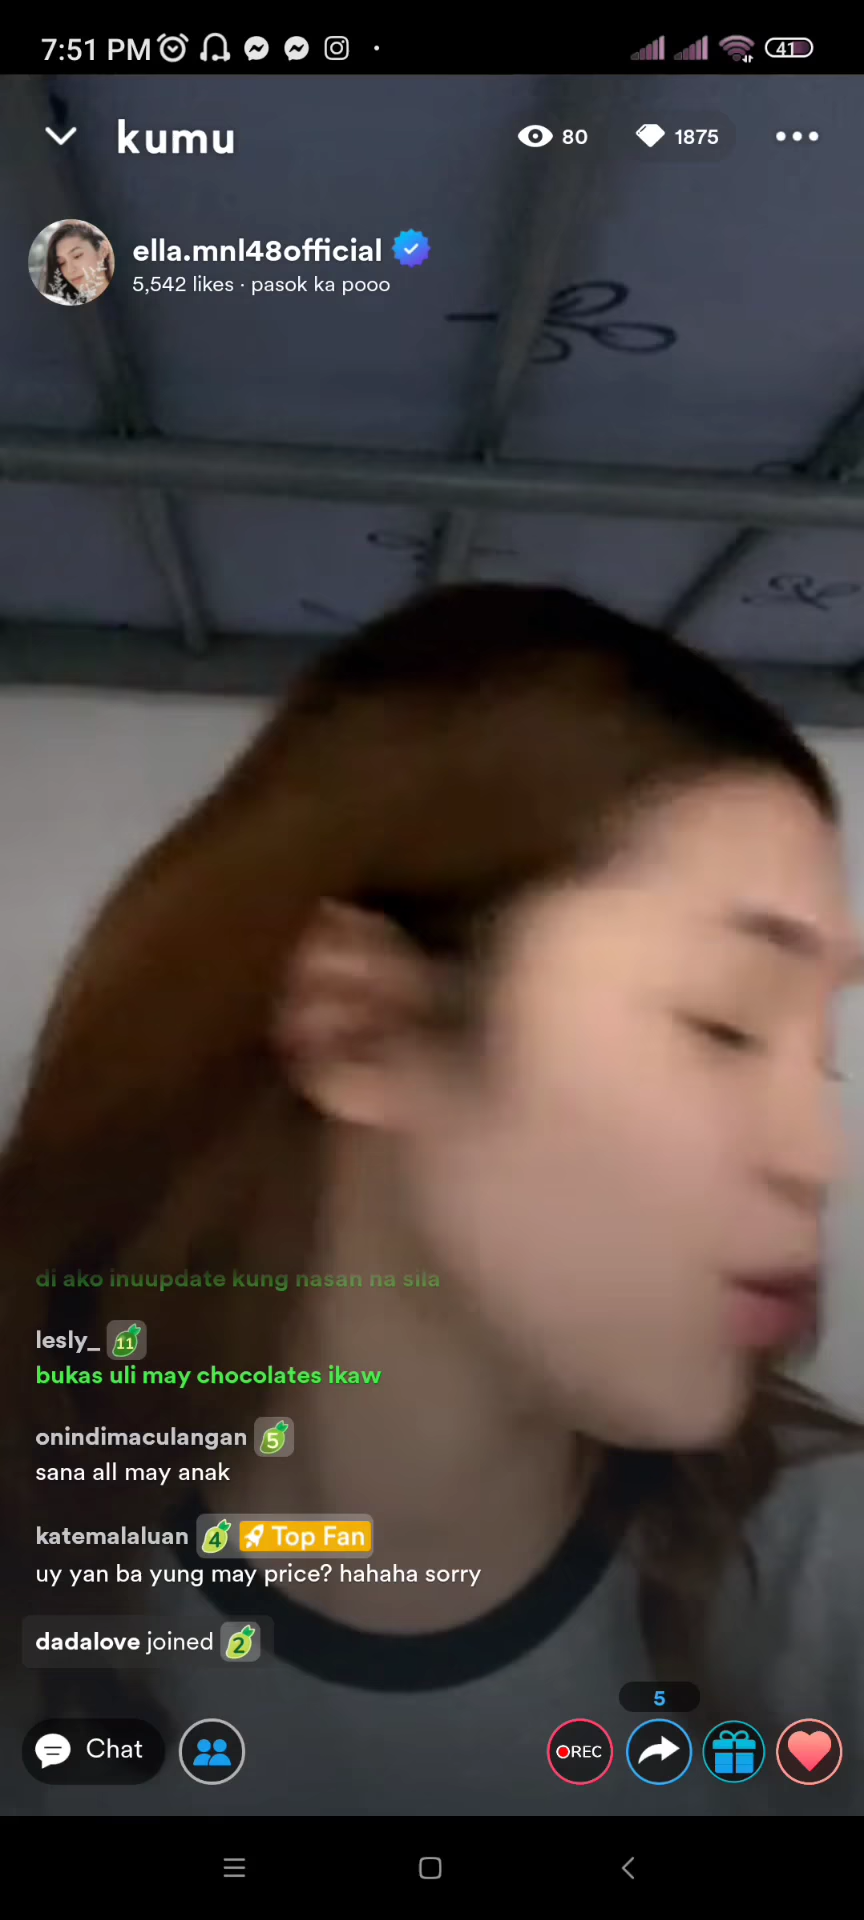 7:51 PM
41
kumu
80
1875
ella.mnl48official
5,542 likes · pasok ka pooo
di ako inuupdate kung nasan na sila
lesly_ 11
bukas uli may chocolates ikaw
onindimaculangan 5
sana all may anak
katemalaluan 4 Top Fan
uy yan ba yung may price? hahaha sorry
dadalove joined 2
5
Chat
REC